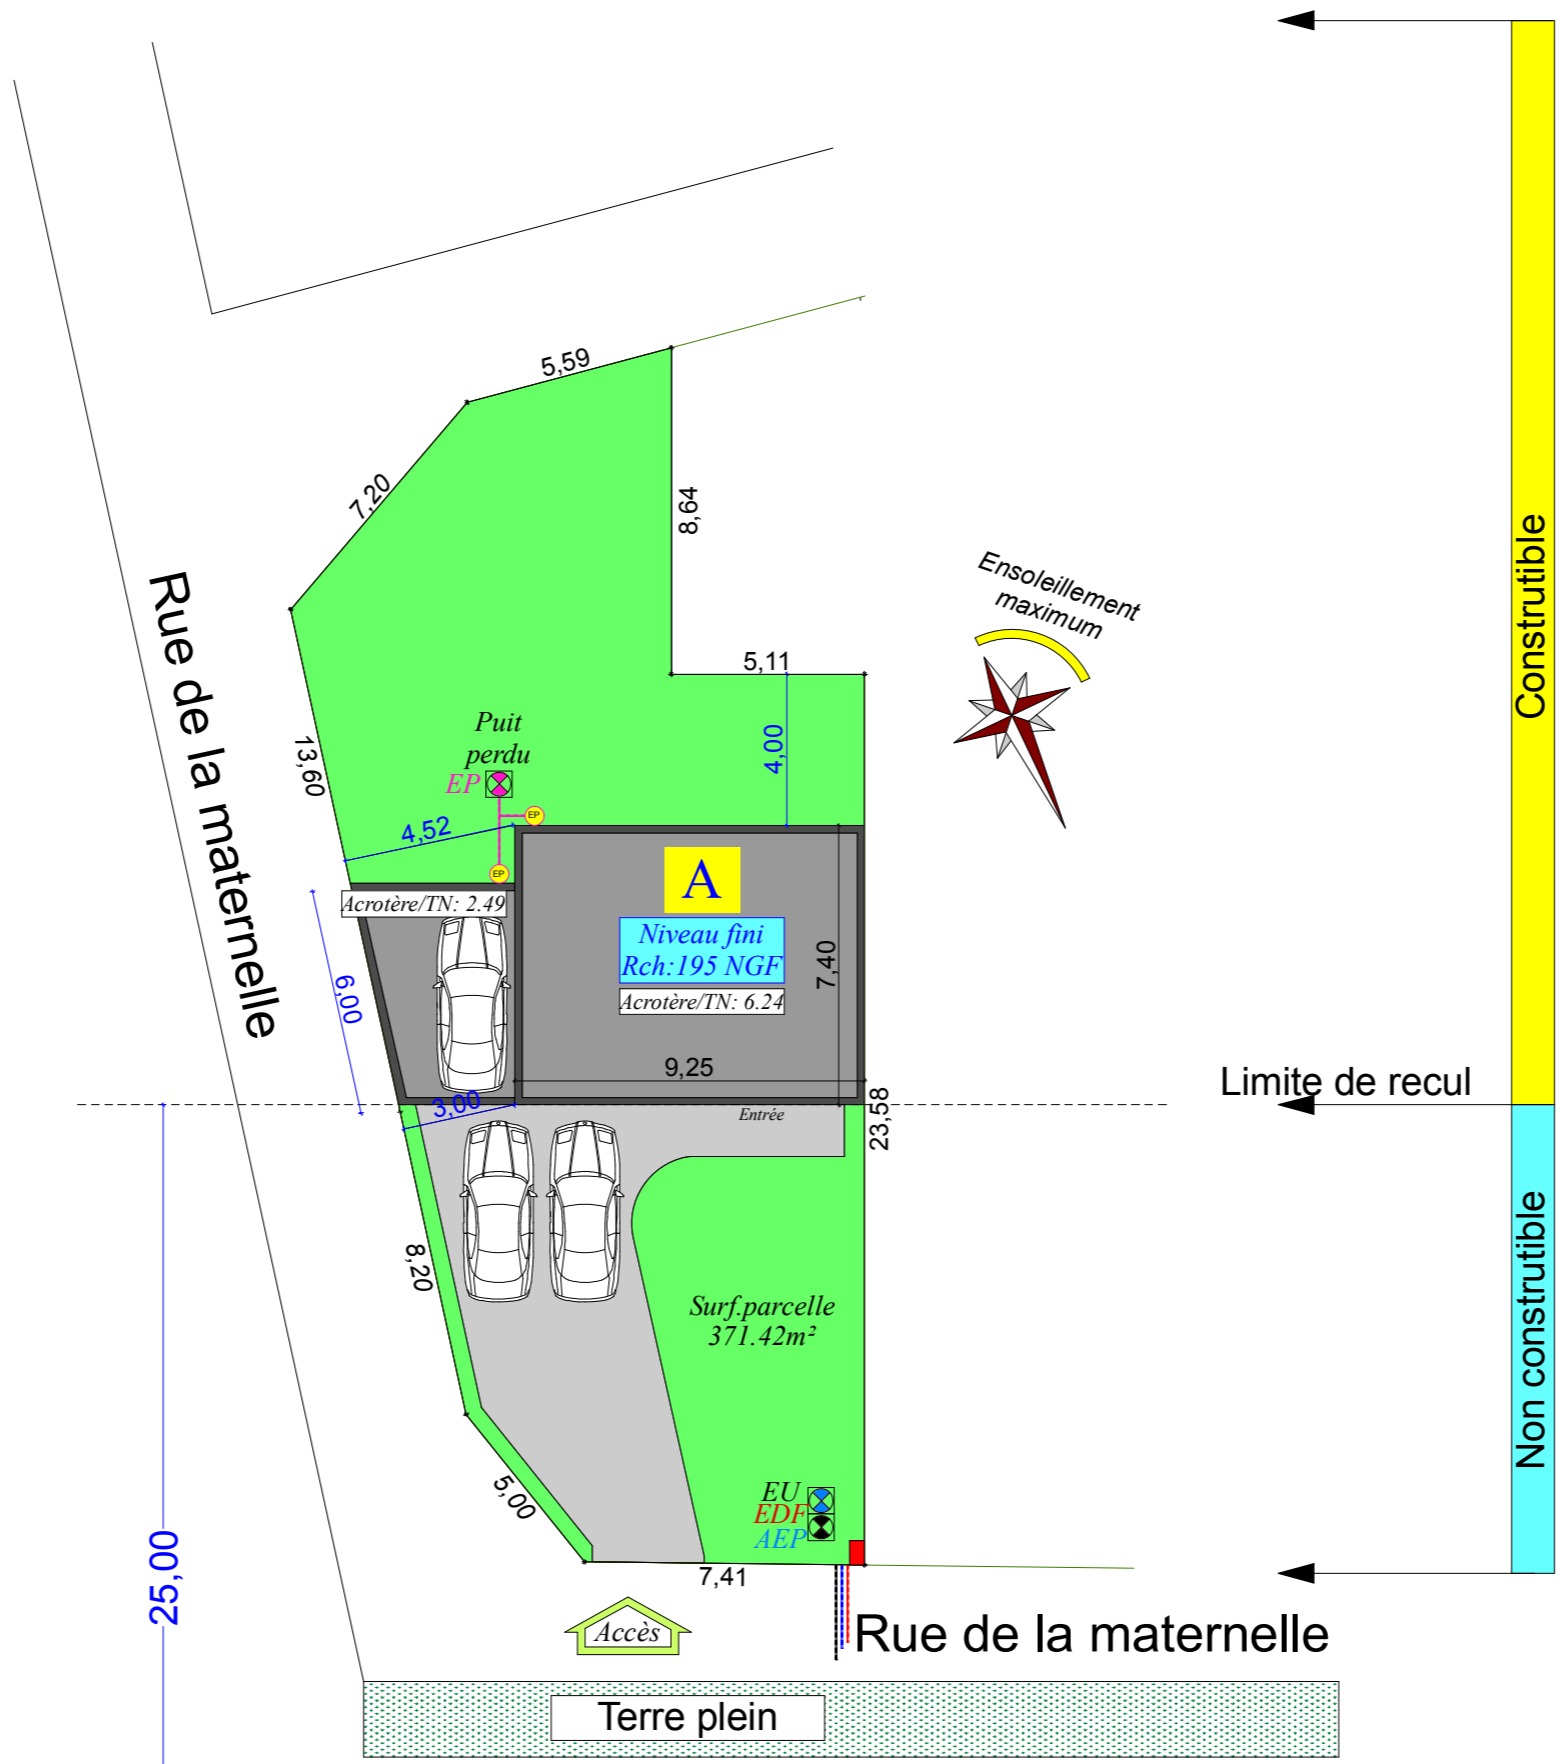 5,59
7,20
8,64
Ensoleillement
maximum
Construtible
Rue de la maternelle
5,11
Puit
perdu
EP
EP
EP
13,60
4,00
4,52
A
Acrotère/TN: 2.49
Niveau fini
Rch:195 NGF
Acrotère/TN: 6.24
7,40
6,00
9,25
3,00
Entrée
23,58
Limite de recul
Non construtible
8,20
Surf.parcelle
371.42m²
5,00
EU
EDF
AEP
7,41
25,00
Accès
Rue de la maternelle
Terre plein